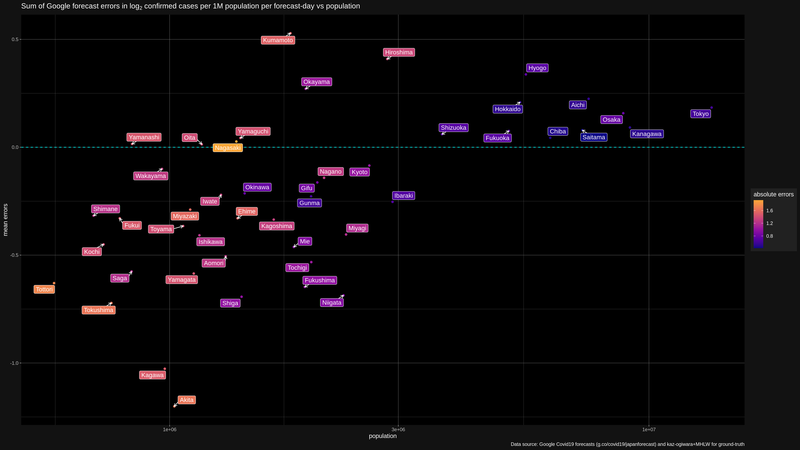 Sum of Google forecast errors in log2 confirmed cases per 1M population per forecast-day vs population
0.5
Kumamoto
Hiroshima
Hyogo
Okayama
Hokkaido
Aichi
Tokyo
Osaka
Shizuoka
Fukuoka
Chiba
Saitama
Kanagawa
Yamanashi
Oita
Yamaguchi
0.0
Nagasaki
Wakayama
Nagano
Kyoto
Okinawa
Gifu
Ibaraki
Iwate
Gunma
Shimane
Miyazaki
Ehime
Fukui
Toyama
Kagoshima
Miyagi
Ishikawa
Mie
Kochi
-0.5
Aomori
Tochigi
Saga
Yamagata
Fukushima
Tottori
Tokushima
Shiga
Niigata
-1.0
Kagawa
Akita
mean errors
1e+06
3e+06
1e+07
population
absolute errors
1.6
1.2
0.8
Data source: Google Covid19 forecasts (g.co/covid19/japanforecast) and kaz-ogiwara+MHLW for ground-truth